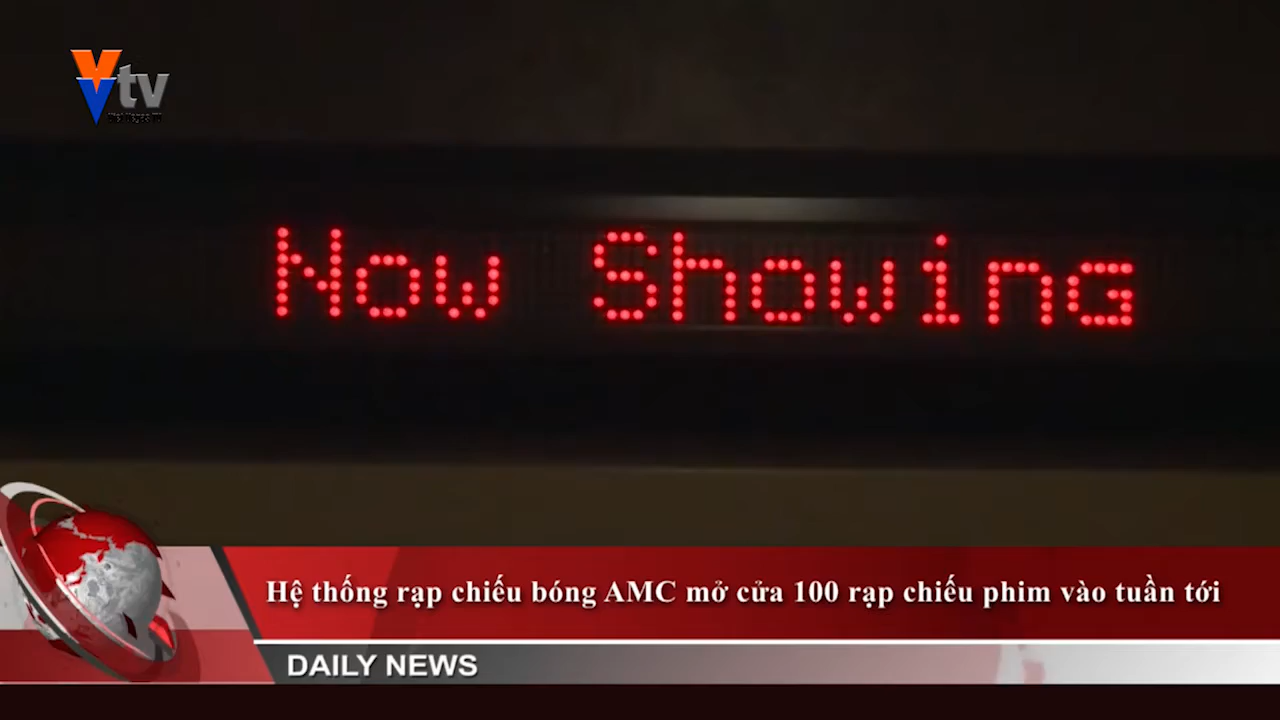 Vtv
Now Showing
Hệ thống rạp chiếu bóng AMC mở cửa 100 rạp chiếu phim vào tuần tới
DAILY NEWS